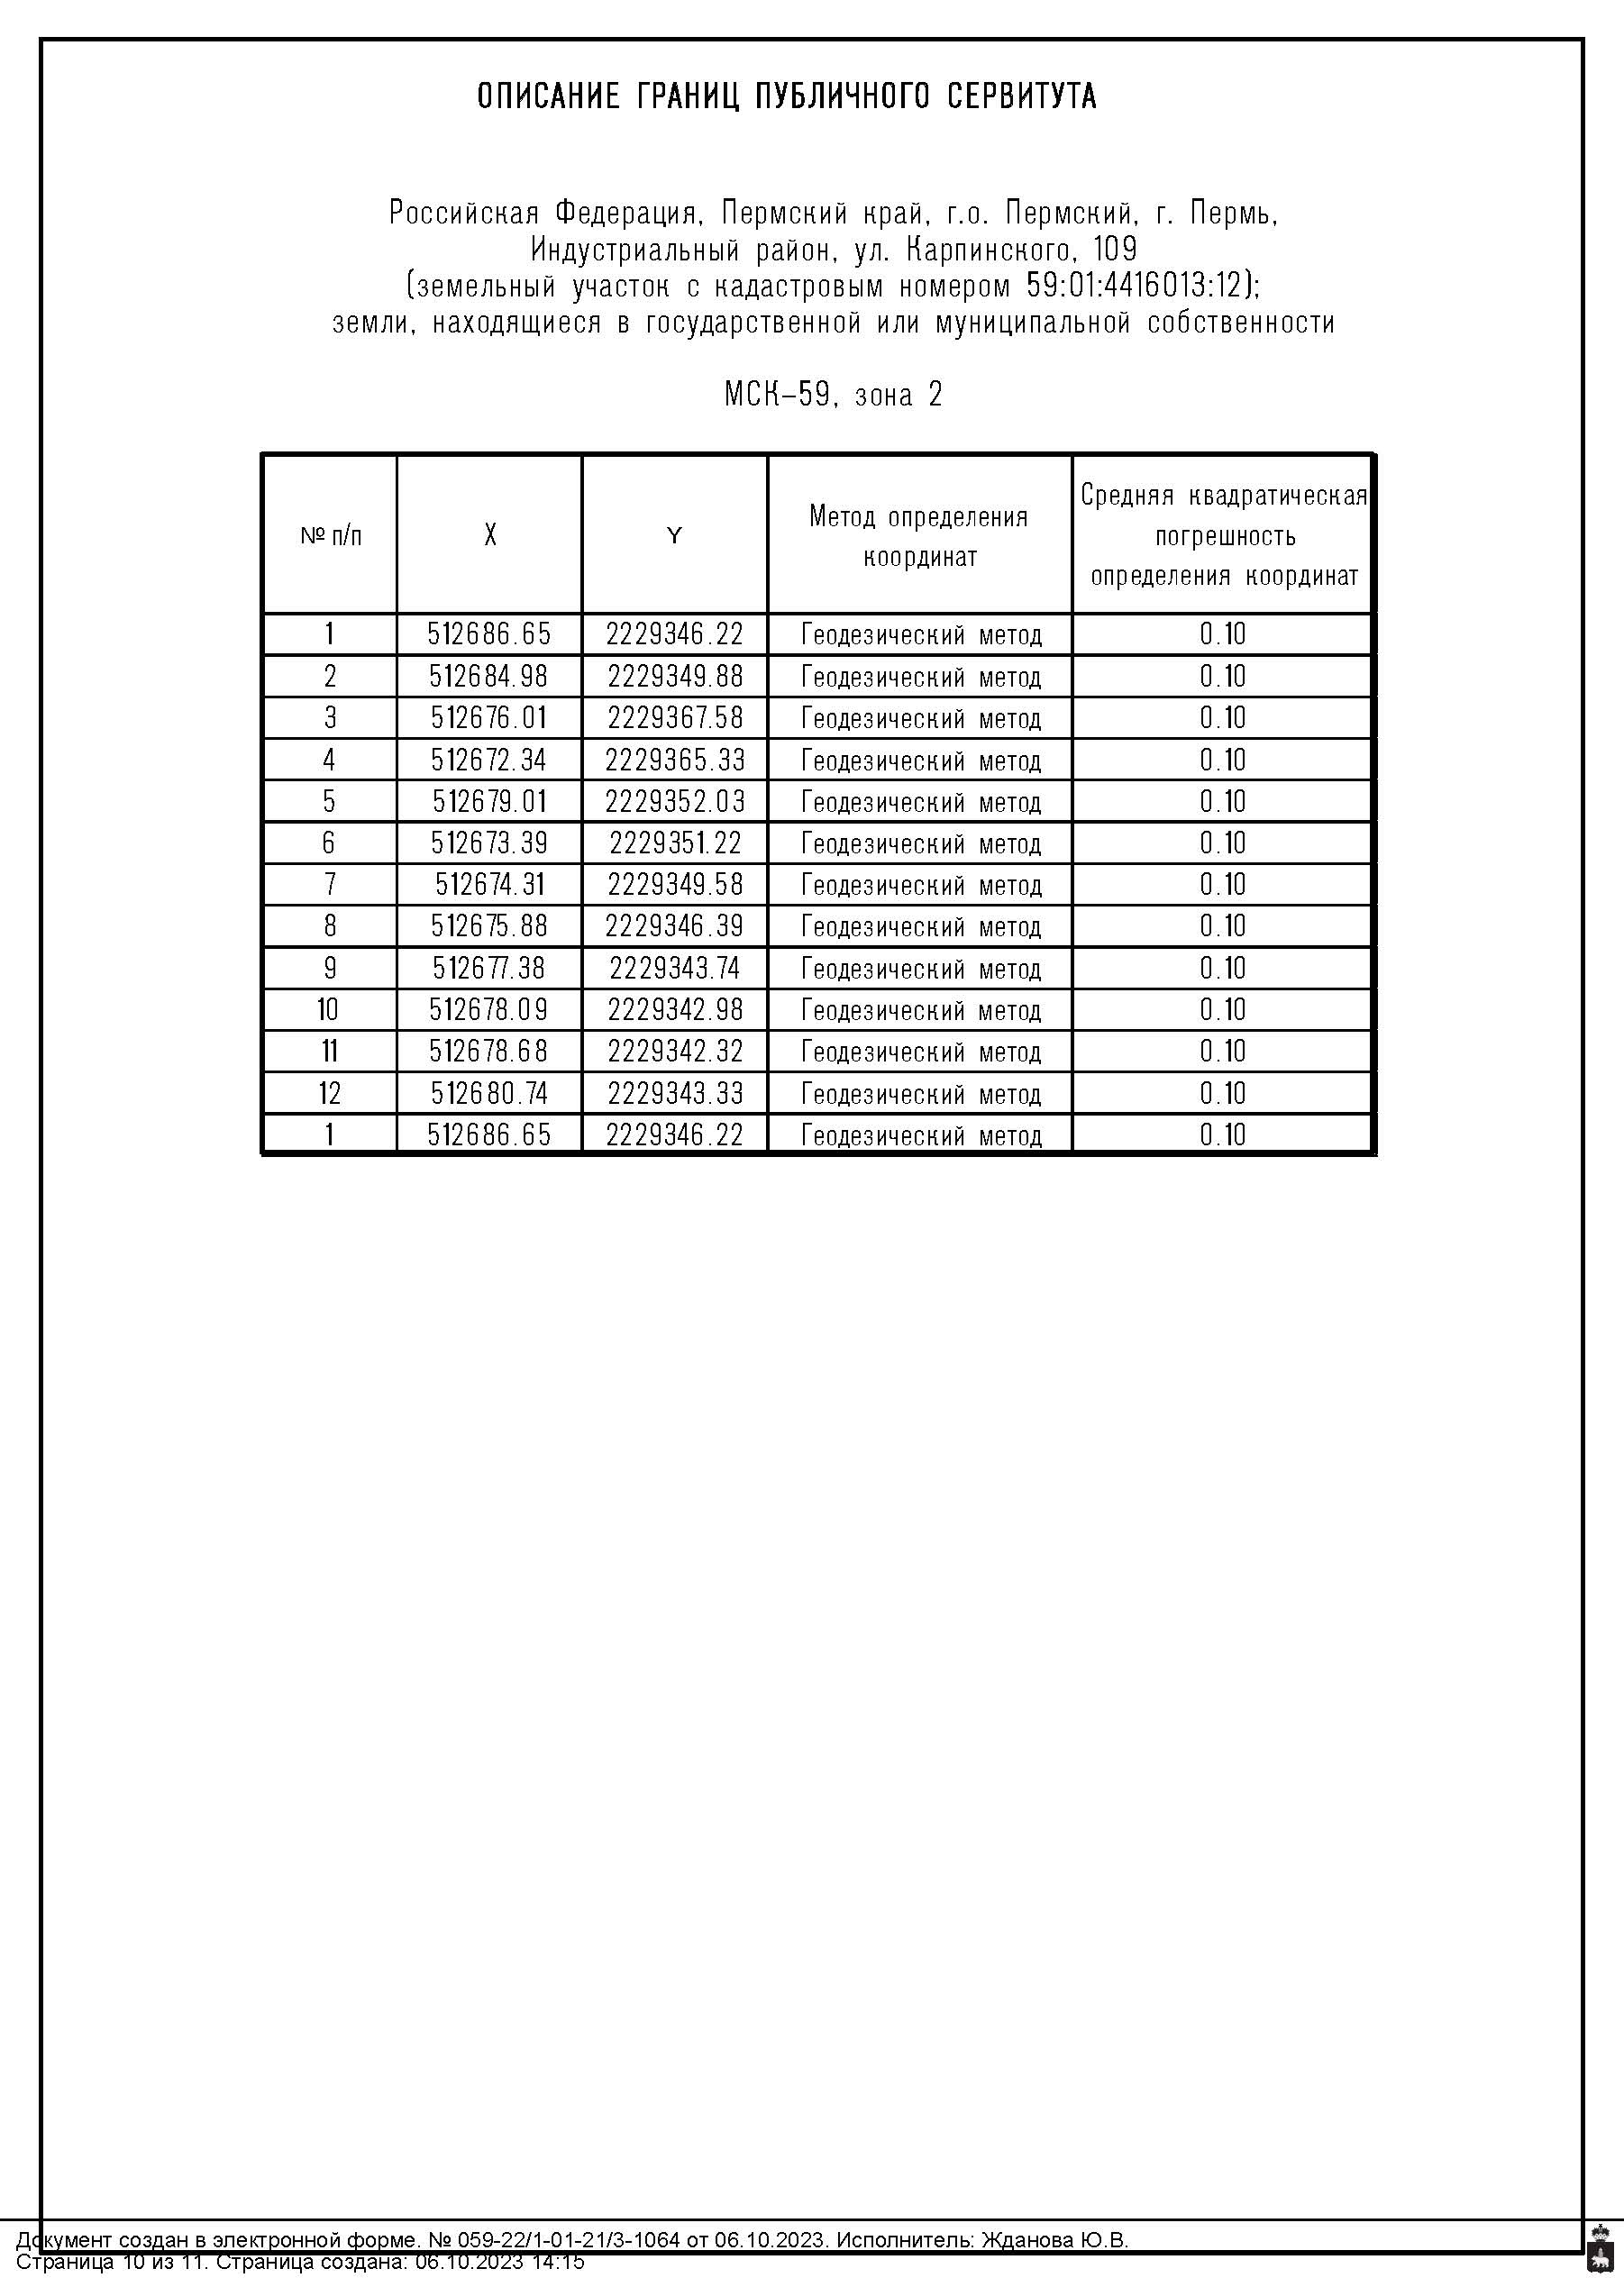 ОПИСАНИЕ ГРАНИЦ ПУБЛИЧНОГО СЕРВИТУТА
Российская Федерация, Пермский край, г.о. Пермский, г. Пермь,
Индустриальный район, ул. Карпинского, 109
(земельный участок с кадастровым номером 59:01:4416013:12);
земли, находящиеся в государственной или муниципальной собственности
МСК-59, зона 2
№ п/п X Y Метод определения координат Средняя квадратическая погрешность определения координат
1 512686.65 2229346.22 Геодезический метод 0.10
2 512684.98 2229349.88 Геодезический метод 0.10
3 512676.01 2229367.58 Геодезический метод 0.10
4 512672.34 2229365.33 Геодезический метод 0.10
5 512679.01 2229352.03 Геодезический метод 0.10
6 512673.39 2229351.22 Геодезический метод 0.10
7 512674.31 2229349.58 Геодезический метод 0.10
8 512675.88 2229346.39 Геодезический метод 0.10
9 512677.38 2229343.74 Геодезический метод 0.10
10 512678.09 2229342.98 Геодезический метод 0.10
11 512678.68 2229342.32 Геодезический метод 0.10
12 512680.74 2229343.33 Геодезический метод 0.10
1 512686.65 2229346.22 Геодезический метод 0.10
Документ создан в электронной форме. № 059-22/1-01-21/3-1064 от 06.10.2023. Исполнитель: Жданова Ю.В.
Страница 10 из 11. Страница создана: 06.10.2023 14:15